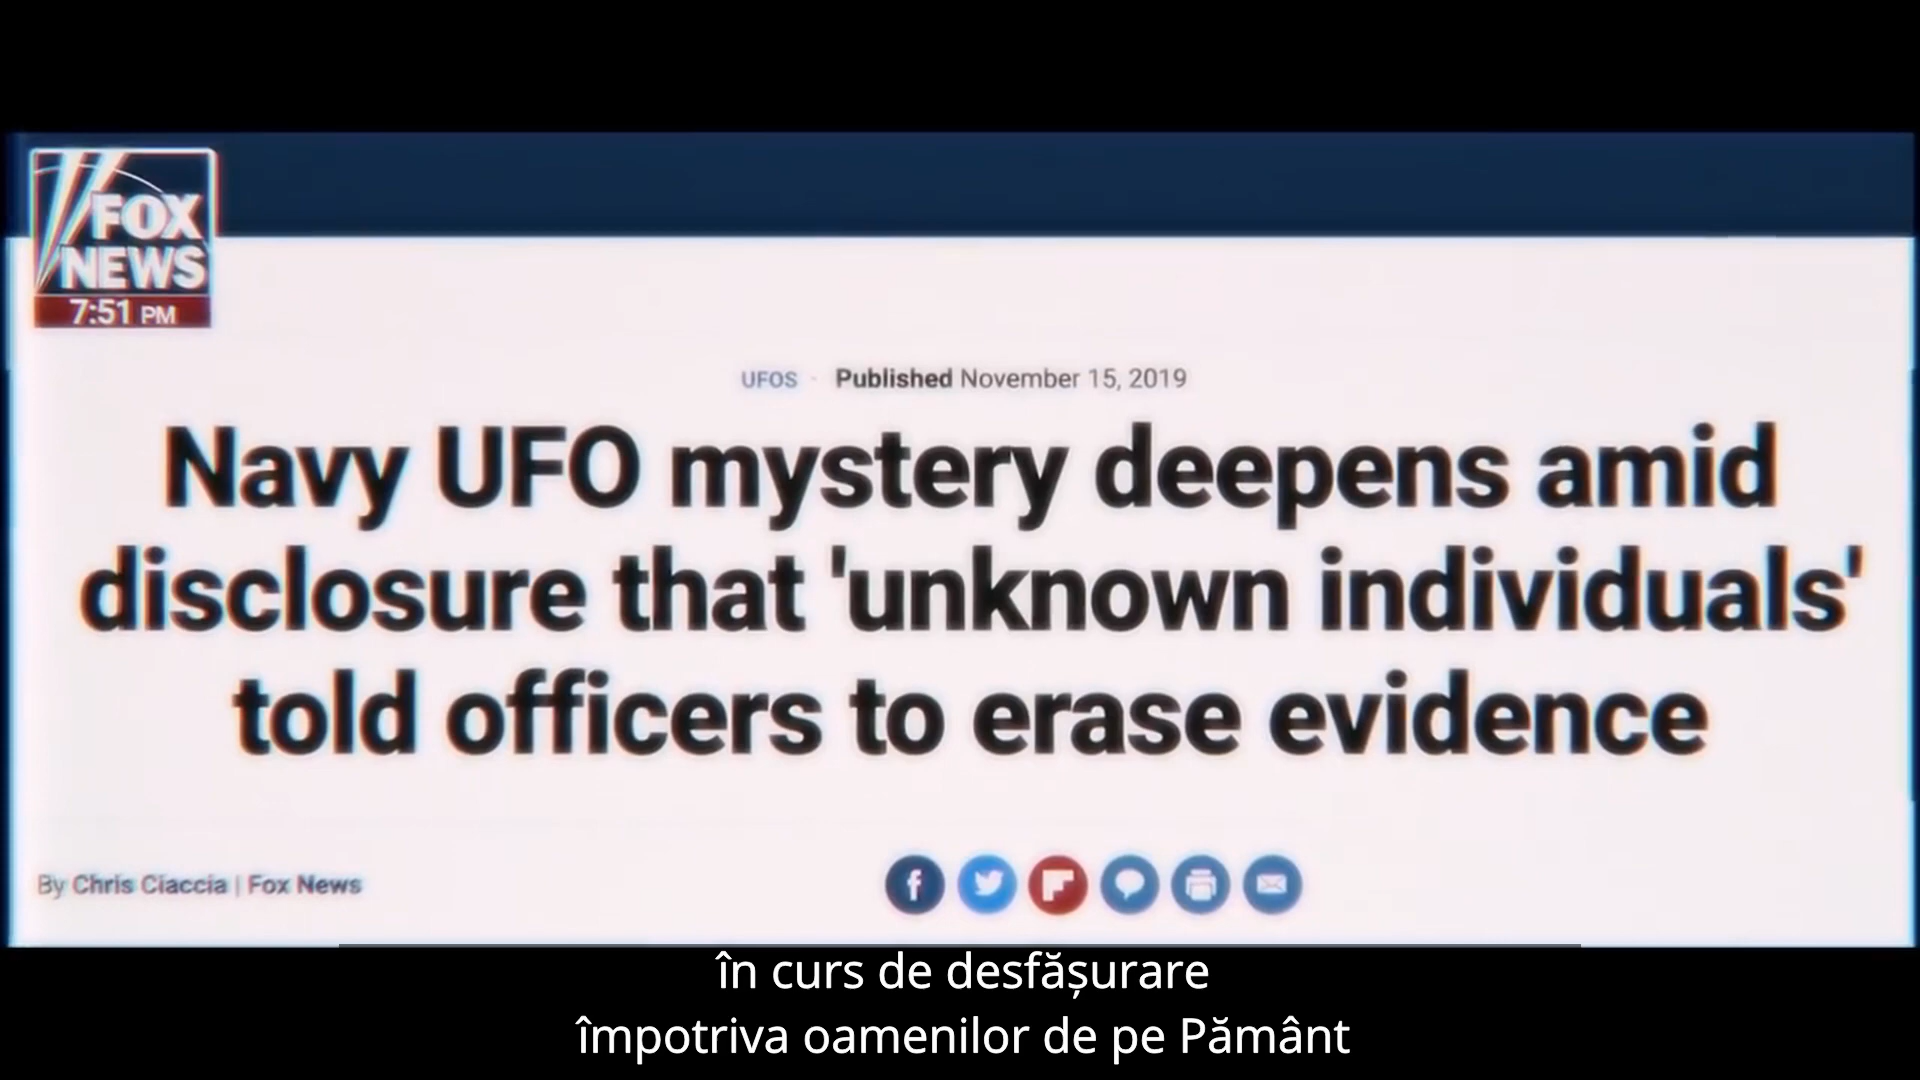 FOX
NEWS
7:51 PM
UFOS · Published November 15, 2019
Navy UFO mystery deepens amid
disclosure that 'unknown individuals'
told officers to erase evidence
By Chris Ciaccia | Fox News
în curs de desfășurare
împotriva oamenilor de pe Pământ